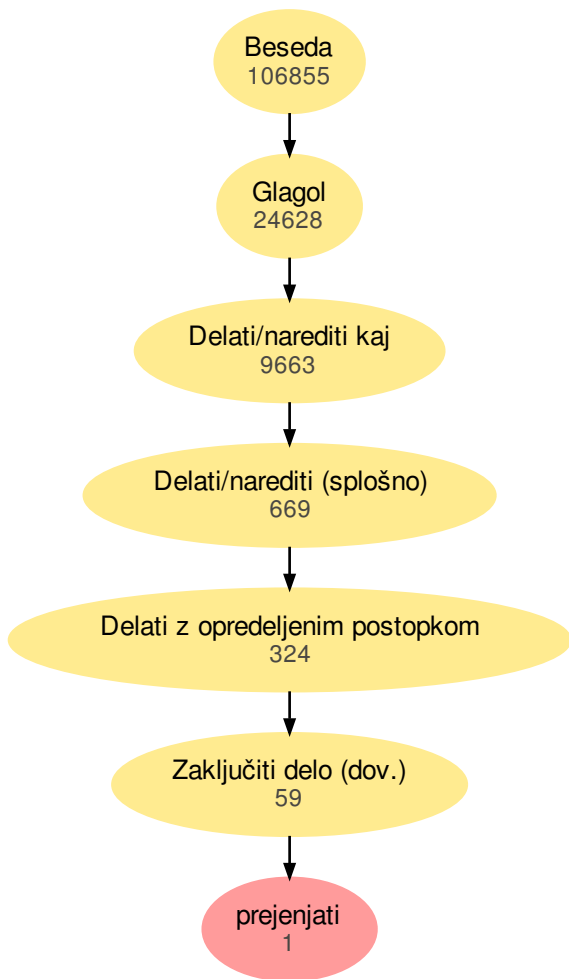 Beseda
106855
Glagol
24628
Delati/narediti kaj
9663
Delati/narediti (splošno)
669
Delati z opredeljenim postopkom
324
Zaključiti delo (dov.)
59
prejenjati
1